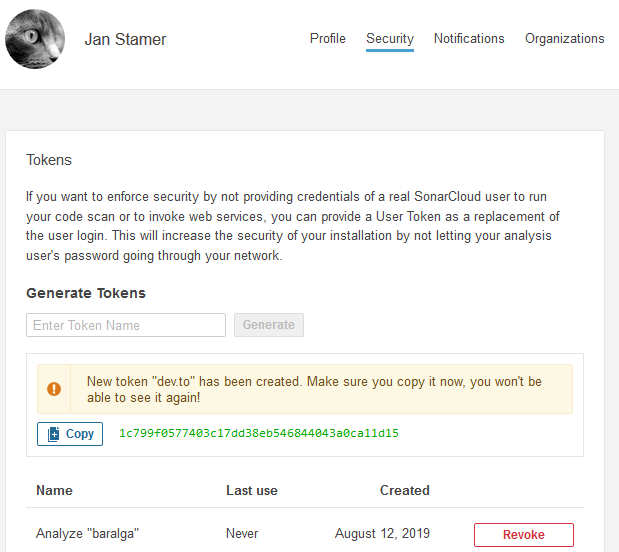 Jan Stamer
Profile Security Notifications Organizations
Tokens
If you want to enforce security by not providing credentials of a real SonarCloud user to run
your code scan or to invoke web services, you can provide a User Token as a replacement
of the user login. This will increase the security of your installation by not letting your analysis
user's password going through your network.
Generate Tokens
Enter Token Name Generate
New token "dev.to" has been created. Make sure you copy it now, you won't be
able to see it again!
Copy 1c799f0577403c17dd38eb546844043a0ca11d15
Name Last use Created
Analyze "baralga" Never August 12, 2019 Revoke